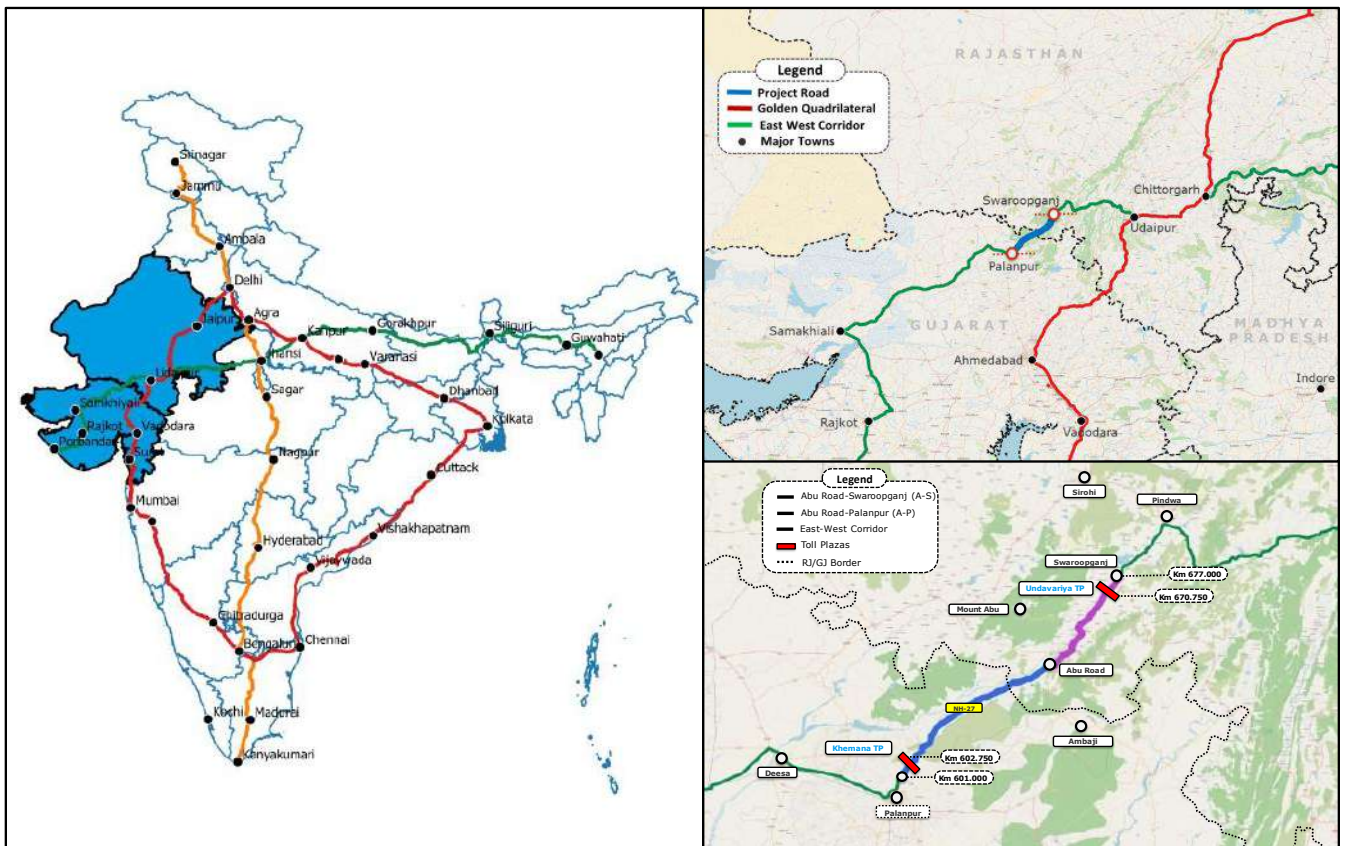 Srinagar
Jammu
Ambala
Delhi
Agra
Jaipur
Kanpur
Gorakhpur
Siliguri
Guwahati
Jhansi
Varanasi
Udaipur
Sagar
Dhanbad
Kolkata
Samkhiyali
Rajkot
Vadodara
Porbandar
Surat
Nagpur
Cuttack
Mumbai
Hyderabad
Vishakhapatnam
Vijaywada
Chitradurga
Bengaluru
Chennai
Kochi
Madurai
Kanyakumari
RAJASTHAN
Legend
Project Road
Golden Quadrilateral
East West Corridor
Major Towns
Chittorgarh
Swaroopganj
Udaipur
Palanpur
Samakhiali
GUJARAT
MADHYA
PRADESH
Ahmedabad
Indore
Rajkot
Vadodara
Legend
Abu Road-Swaroopganj (A-S)
Abu Road-Palanpur (A-P)
East-West Corridor
Toll Plazas
RJ/GJ Border
Sirohi
Pindwa
Swaroopganj
Km 677.000
Undavariya TP
Km 670.750
Mount Abu
Abu Road
NH-27
Ambaji
Khemana TP
Km 602.750
Deesa
Km 601.000
Palanpur